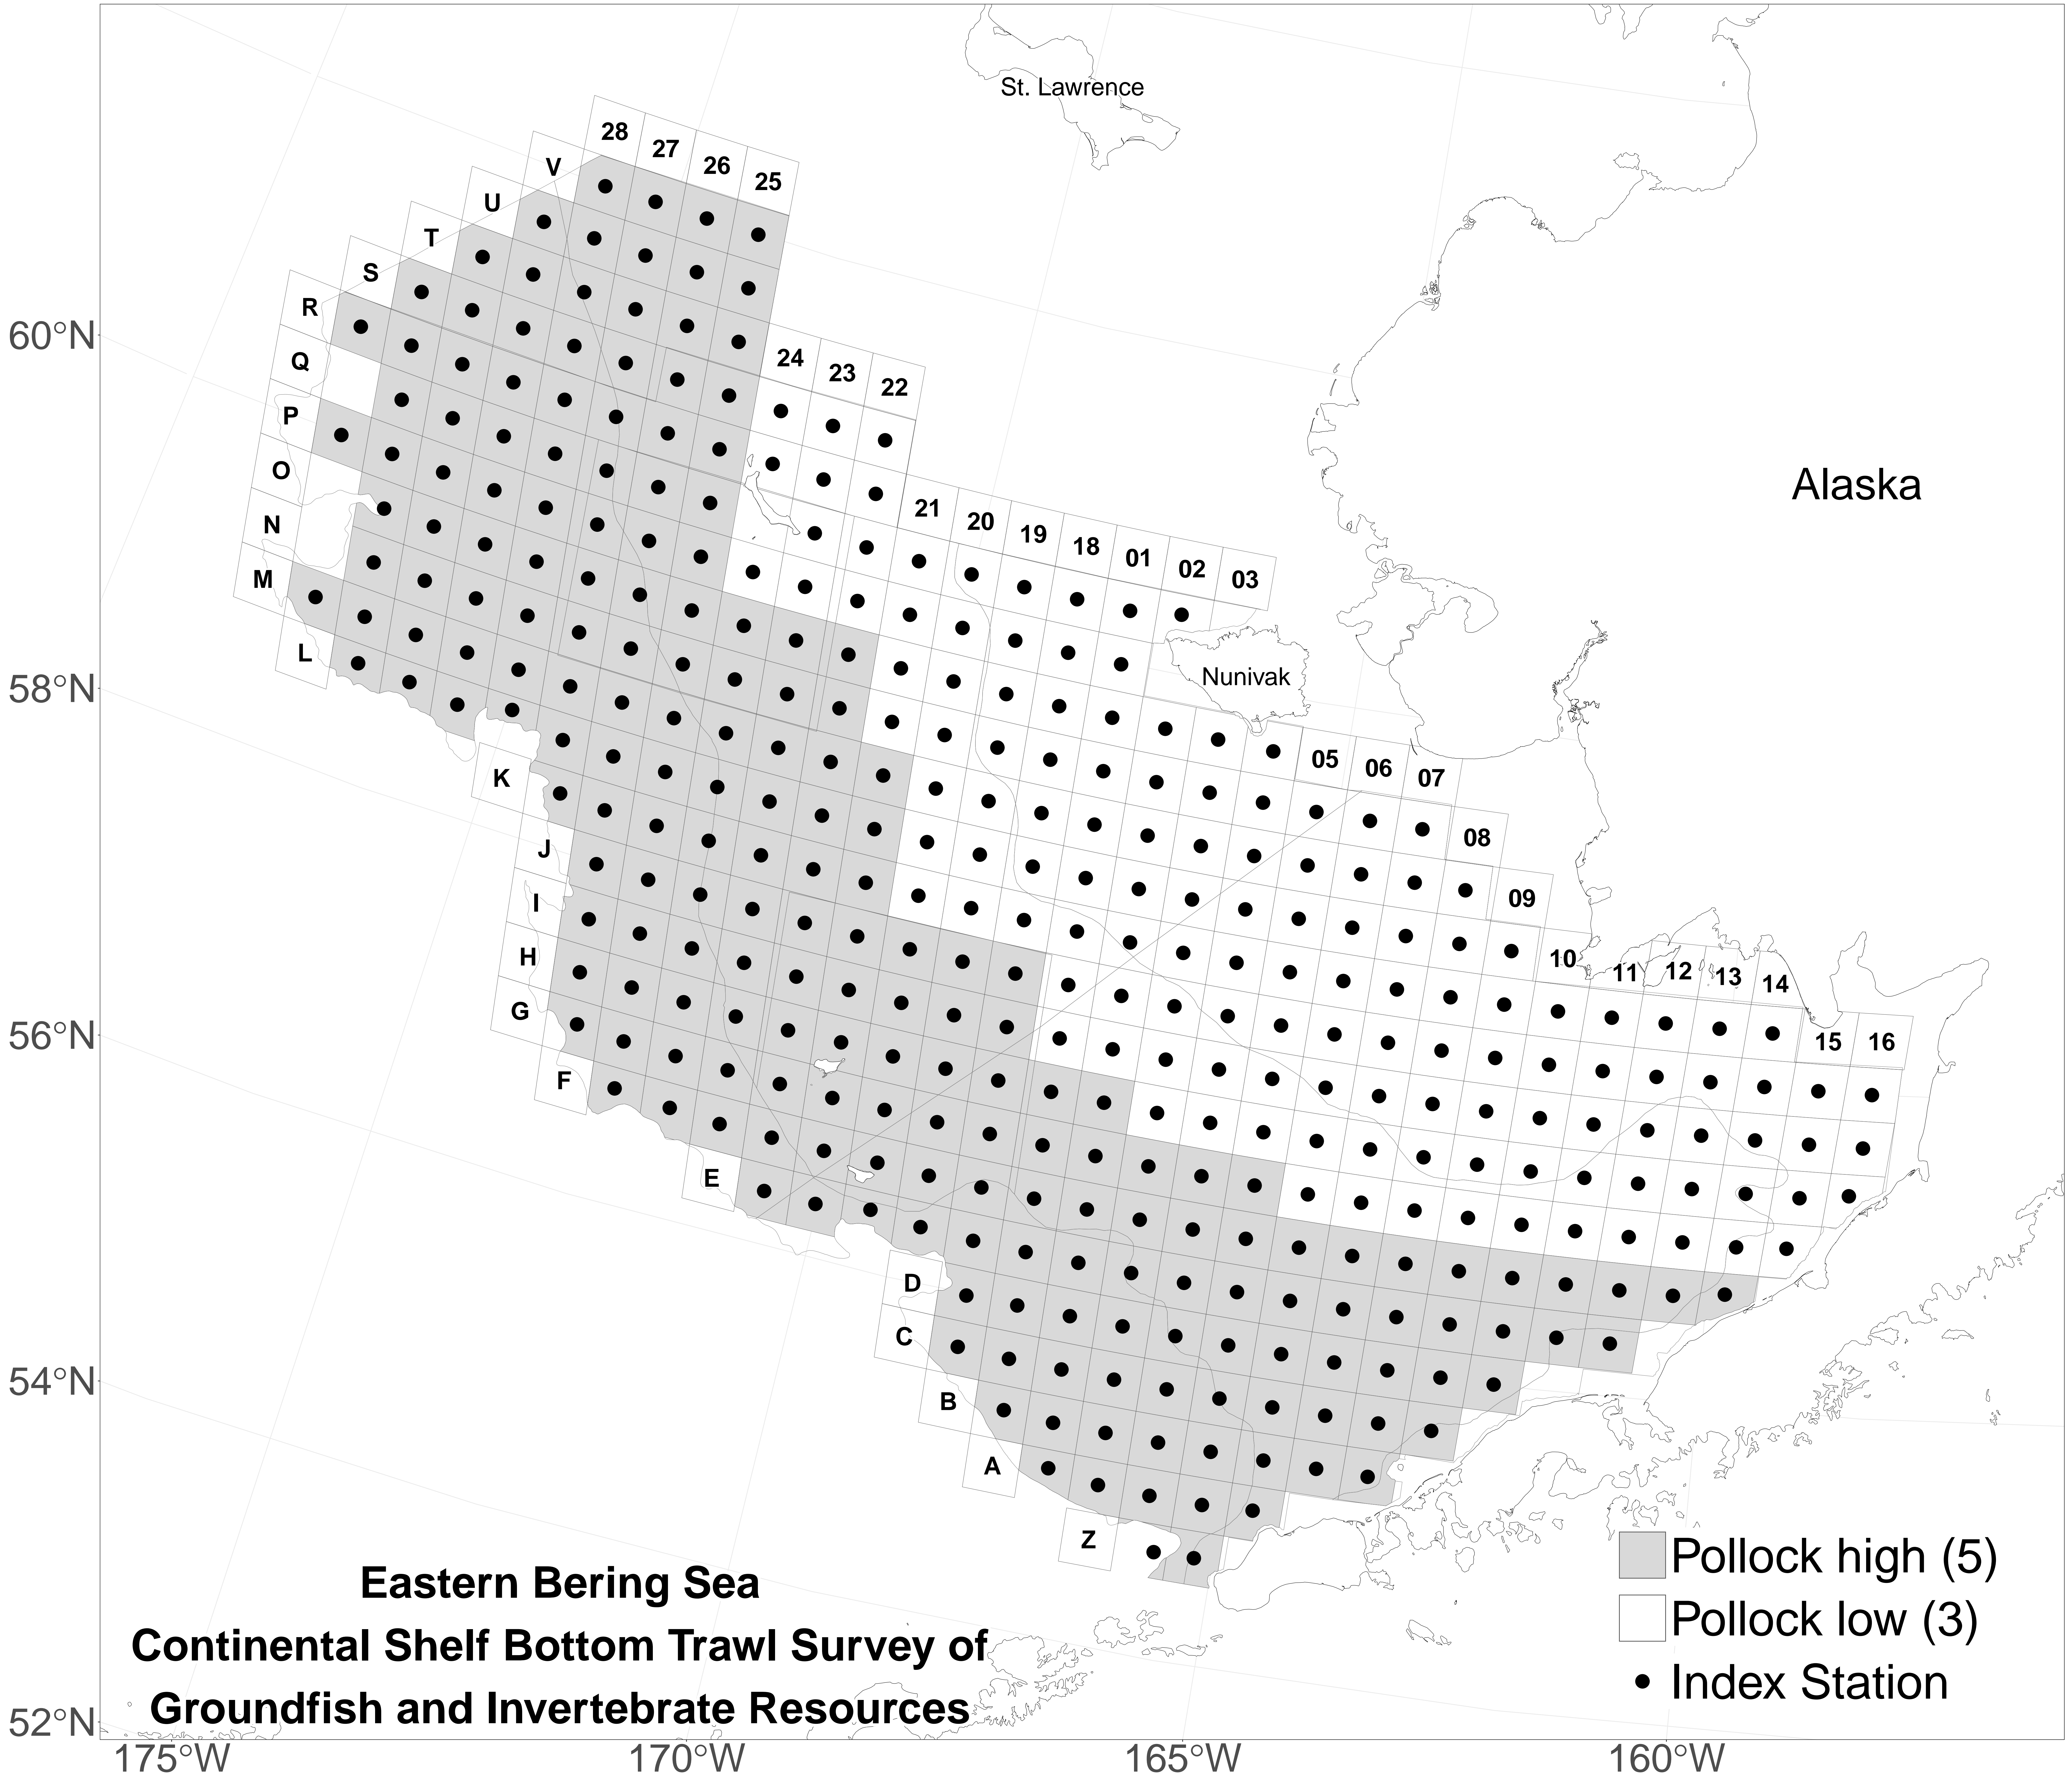 St. Lawrence
28
27
26
25
V
U
T
S
R
Q
P
O
N
M
L
24
23
22
21
20
19
18
01
02
03
Alaska
Nunivak
05
06
07
08
09
10
11
12
13
14
15
16
K
J
I
H
G
F
E
D
C
B
A
Z
60°N
58°N
56°N
54°N
52°N
175°W
170°W
165°W
160°W
Eastern Bering Sea
Continental Shelf Bottom Trawl Survey of
Groundfish and Invertebrate Resources
Pollock high (5)
Pollock low (3)
Index Station